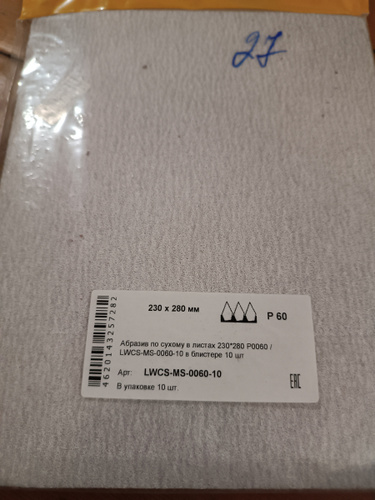 27
230 x 280 мм
P 60
Абразив по сухому в листах 230*280 P0060 /
LWCS-MS-0060-10 в блистере 10 шт
Арт: LWCS-MS-0060-10
В упаковке 10 шт.
4620143257282
EAC